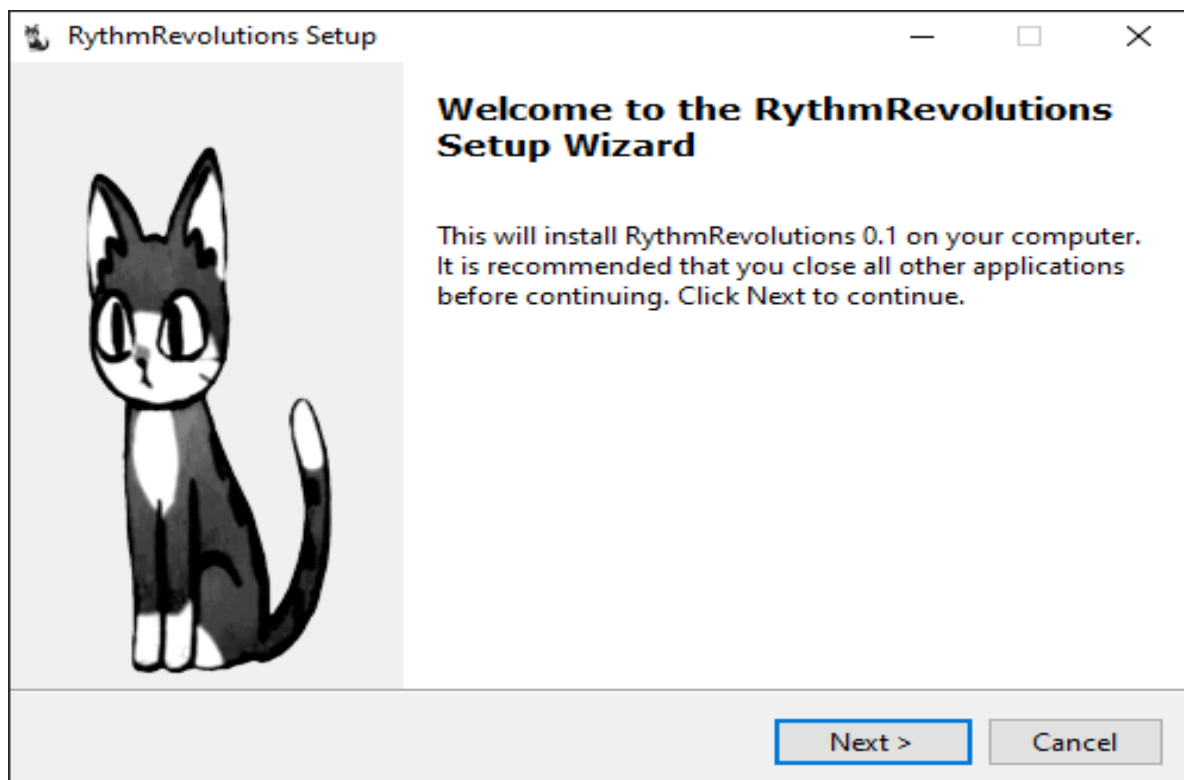 RythmRevolutions Setup
Welcome to the RythmRevolutions
Setup Wizard
This will install RythmRevolutions 0.1 on your computer.
It is recommended that you close all other applications
before continuing. Click Next to continue.
Next >
Cancel